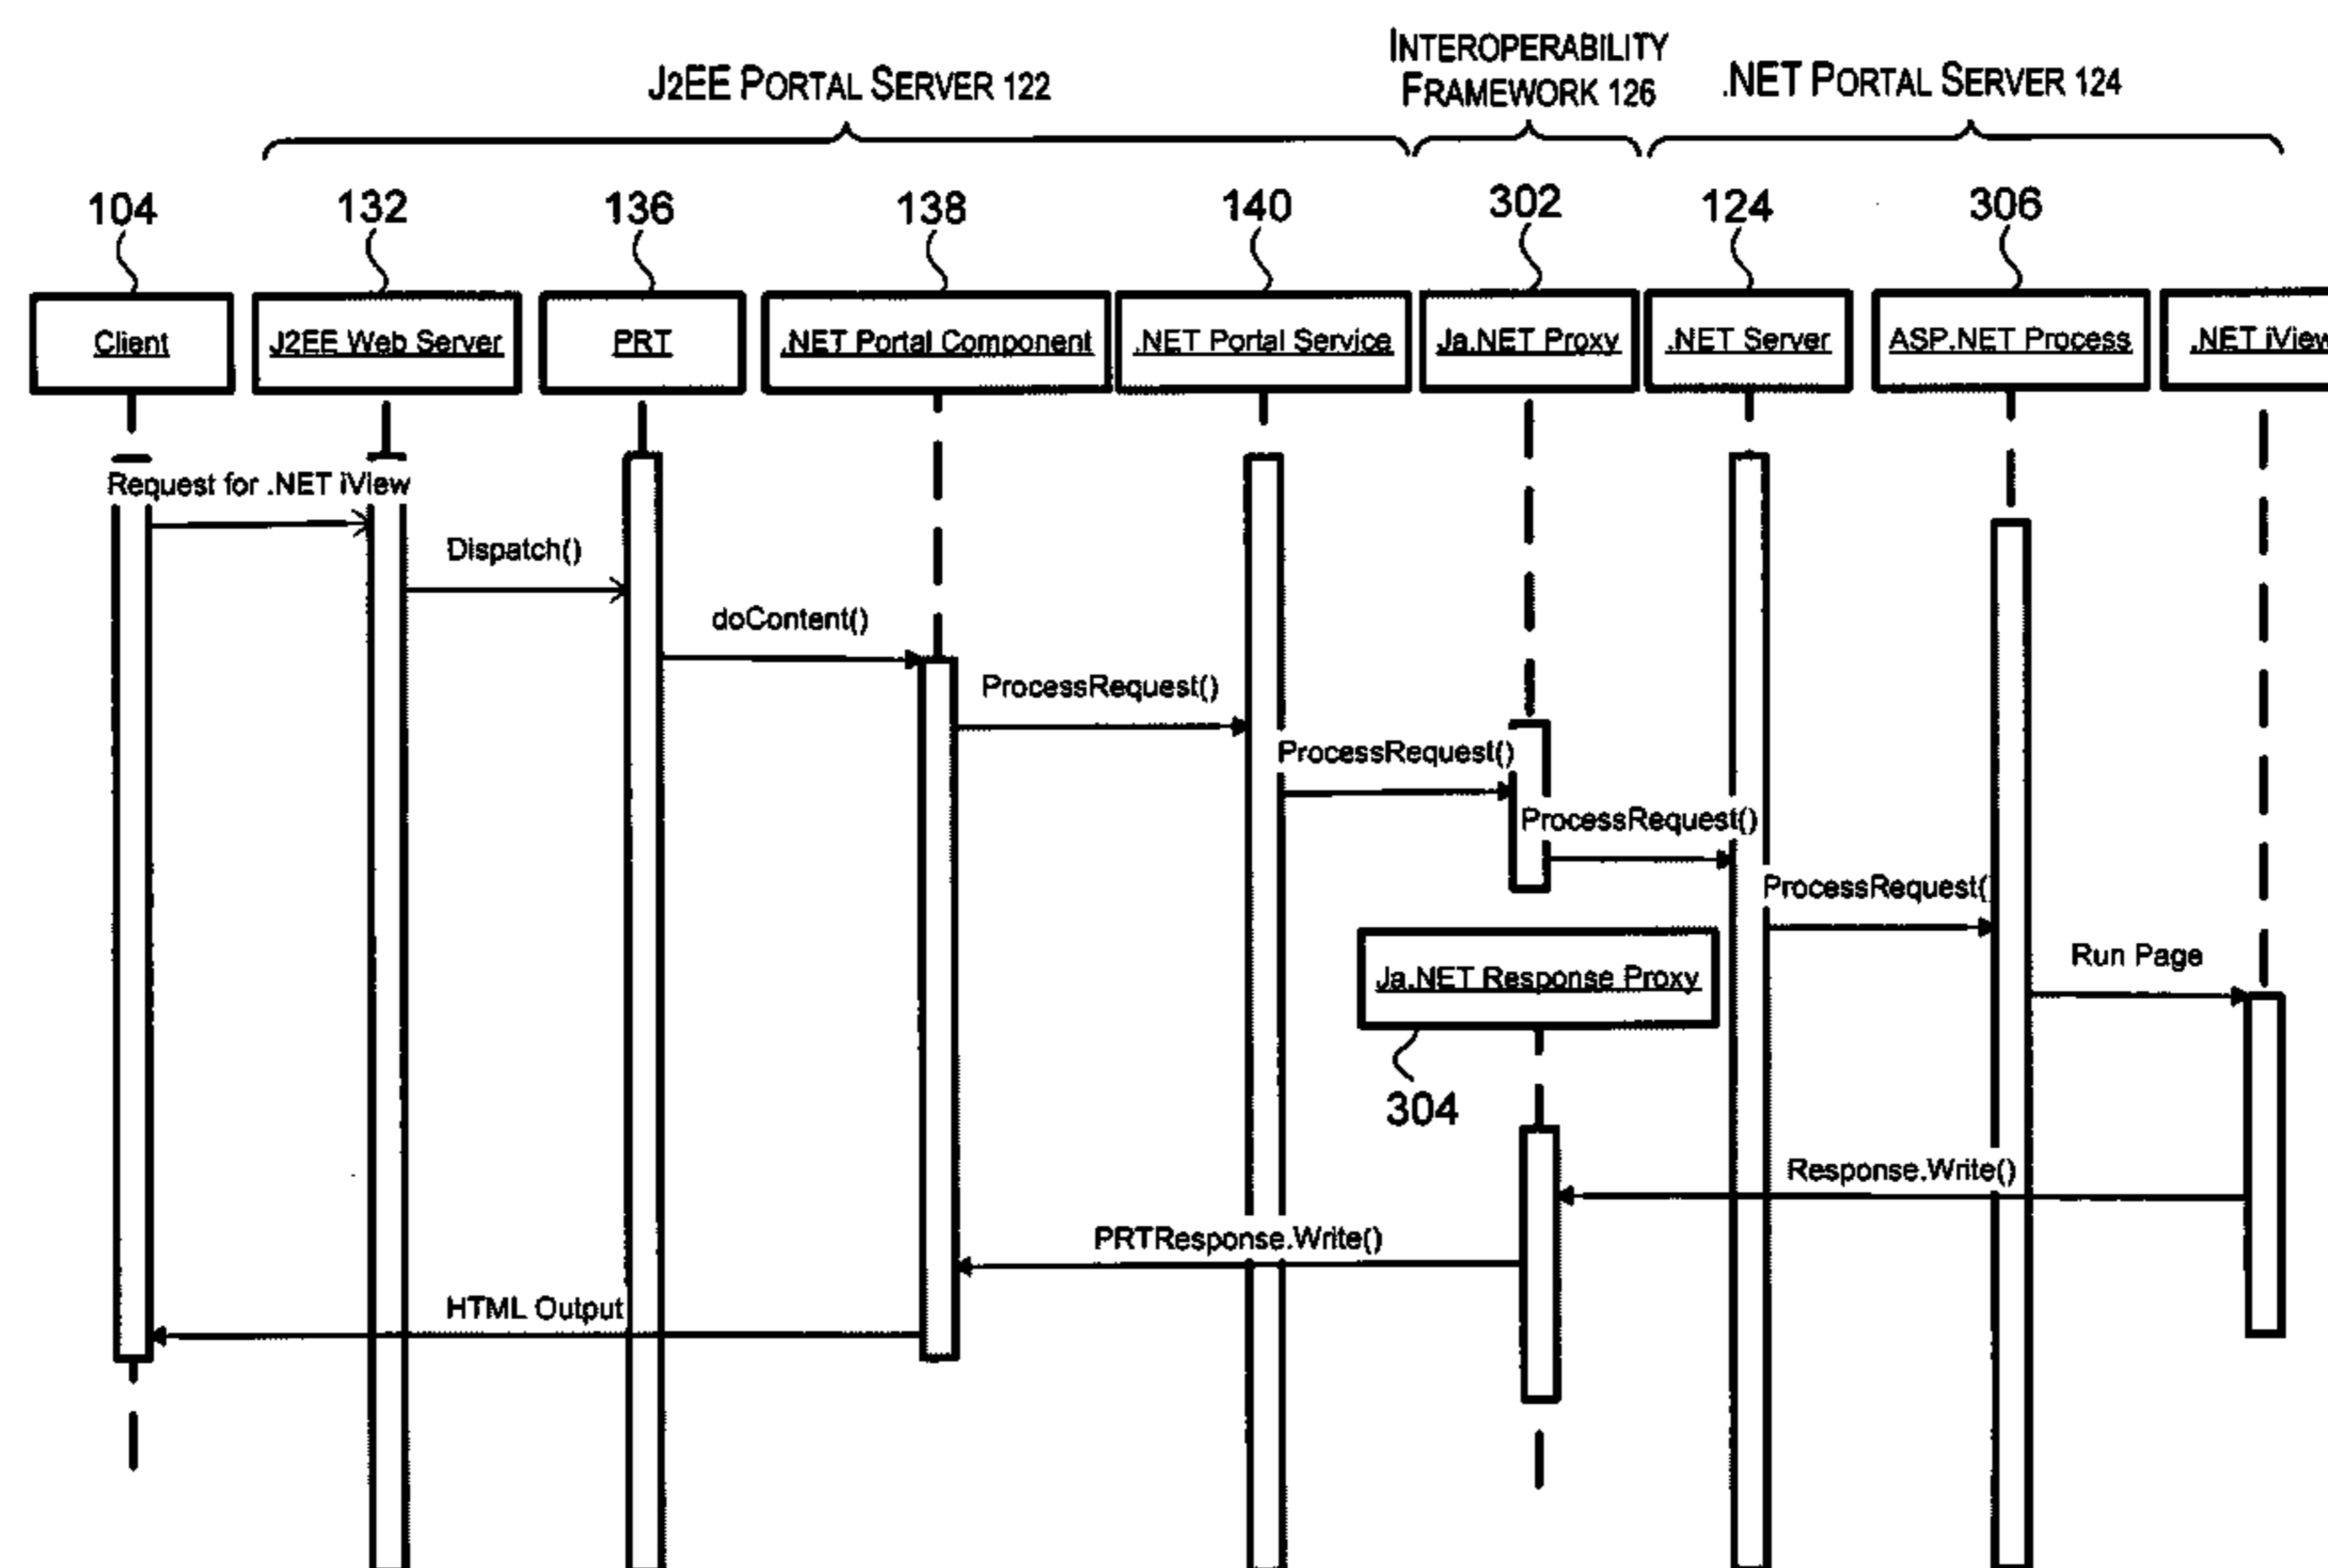 J2EE PORTAL SERVER 122
INTEROPERABILITY
FRAMEWORK 126
.NET PORTAL SERVER 124
104
132
136
138
140
302
124
306
Client
J2EE Web Server
PRT
.NET Portal Component
.NET Portal Service
Ja.NET Proxy
.NET Server
ASP.NET Process
.NET iView
Request for .NET iView
Dispatch()
doContent()
ProcessRequest()
ProcessRequest()
ProcessRequest()
ProcessRequest(
Run Page
Ja.NET Response Proxy
304
Response.Write()
PRTResponse.Write()
HTML Output